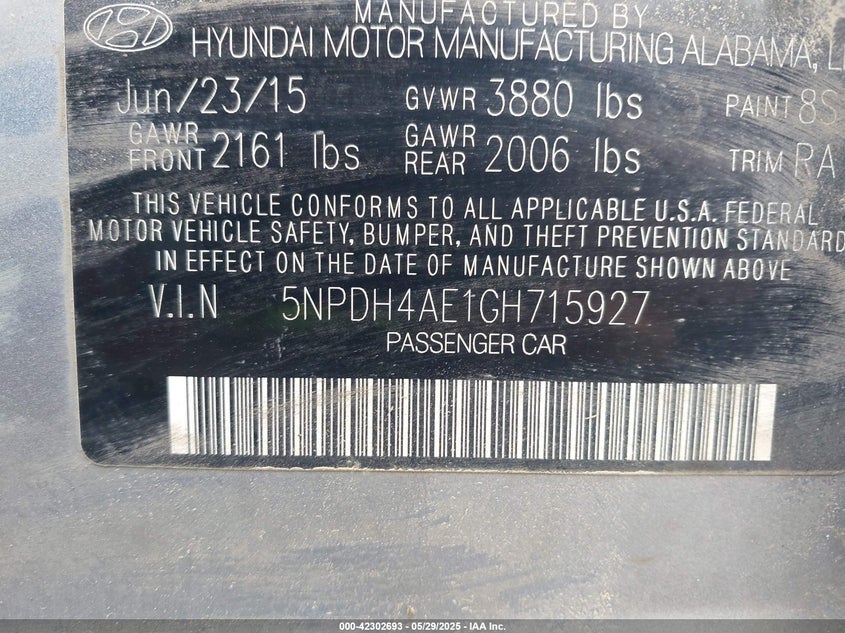 MANUFACTURED BY
HYUNDAI MOTOR MANUFACTURING ALABAMA,
Jun/23/15 GVWR 3880 lbs PAINT 8S
GAWR FRONT 2161 lbs GAWR REAR 2006 lbs TRIM RA
THIS VEHICLE CONFORMS TO ALL APPLICABLE U.S.A. FEDERAL
MOTOR VEHICLE SAFETY, BUMPER, AND THEFT PREVENTION STANDARD
IN EFFECT ON THE DATE OF MANUFACTURE SHOWN ABOVE
V.I.N 5NPDH4AE1GH715927
PASSENGER CAR
000-42302693 - 05/29/2025 - IAA Inc.